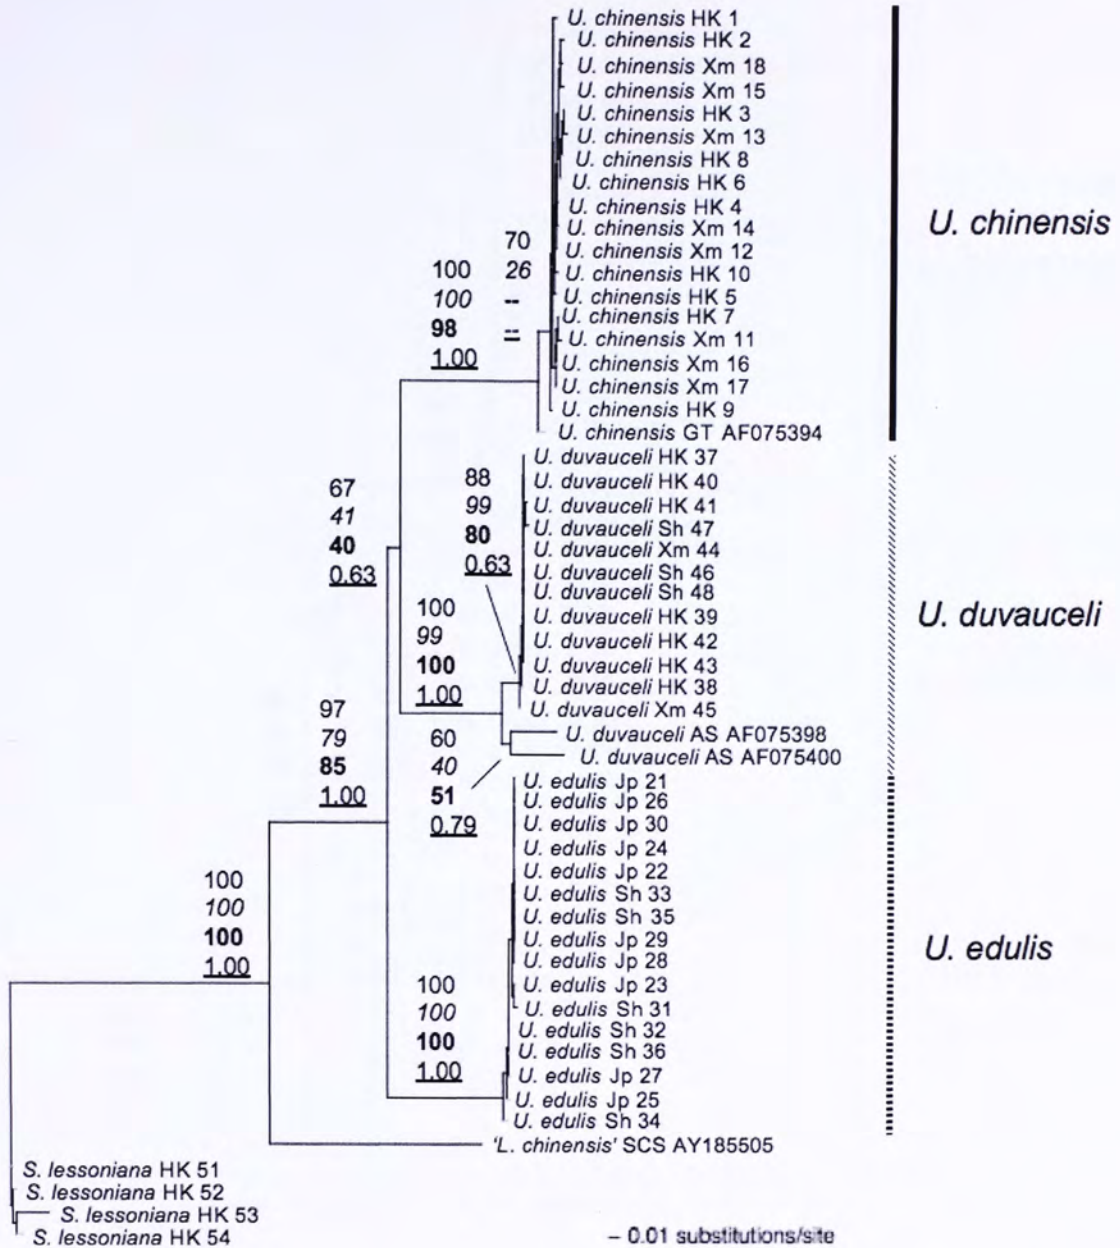 U. chinensis HK 1
U. chinensis HK 2
U. chinensis Xm 18
U. chinensis Xm 15
U. chinensis HK 3
U. chinensis Xm 13
U. chinensis HK 8
U. chinensis HK 6
U. chinensis HK 4
U. chinensis Xm 14
U. chinensis Xm 12
U. chinensis HK 10
U. chinensis HK 5
U. chinensis HK 7
U. chinensis Xm 11
U. chinensis Xm 16
U. chinensis Xm 17
U. chinensis HK 9
U. chinensis GT AF075394
U. chinensis
70
26
--
--
100
100
98
1.00
U. duvauceli HK 37
U. duvauceli HK 40
U. duvauceli HK 41
U. duvauceli Sh 47
U. duvauceli Xm 44
U. duvauceli Sh 46
U. duvauceli Sh 48
U. duvauceli HK 39
U. duvauceli HK 42
U. duvauceli HK 43
U. duvauceli HK 38
U. duvauceli Xm 45
U. duvauceli AS AF075398
U. duvauceli AS AF075400
U. duvauceli
88
99
80
0.63
67
41
40
0.63
100
99
100
1.00
97
79
85
1.00
60
40
51
0.79
U. edulis Jp 21
U. edulis Jp 26
U. edulis Jp 30
U. edulis Jp 24
U. edulis Jp 22
U. edulis Sh 33
U. edulis Sh 35
U. edulis Jp 29
U. edulis Jp 28
U. edulis Jp 23
U. edulis Sh 31
U. edulis Sh 32
U. edulis Sh 36
U. edulis Jp 27
U. edulis Jp 25
U. edulis Sh 34
U. edulis
100
100
100
1.00
100
100
100
1.00
'L. chinensis' SCS AY185505
S. lessoniana HK 51
S. lessoniana HK 52
S. lessoniana HK 53
S. lessoniana HK 54
– 0.01 substitutions/site